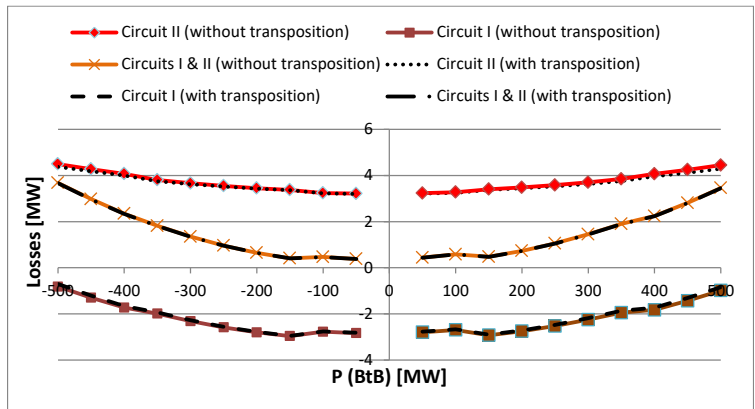 Circuit II (without transposition)
Circuit I (without transposition)
Circuits I & II (without transposition)
Circuit II (with transposition)
Circuit I (with transposition)
Circuits I & II (with transposition)
Losses [MW]
6
4
2
0
-2
-4
-500 -400 -300 -200 -100 0 100 200 300 400 500
P (BtB) [MW]